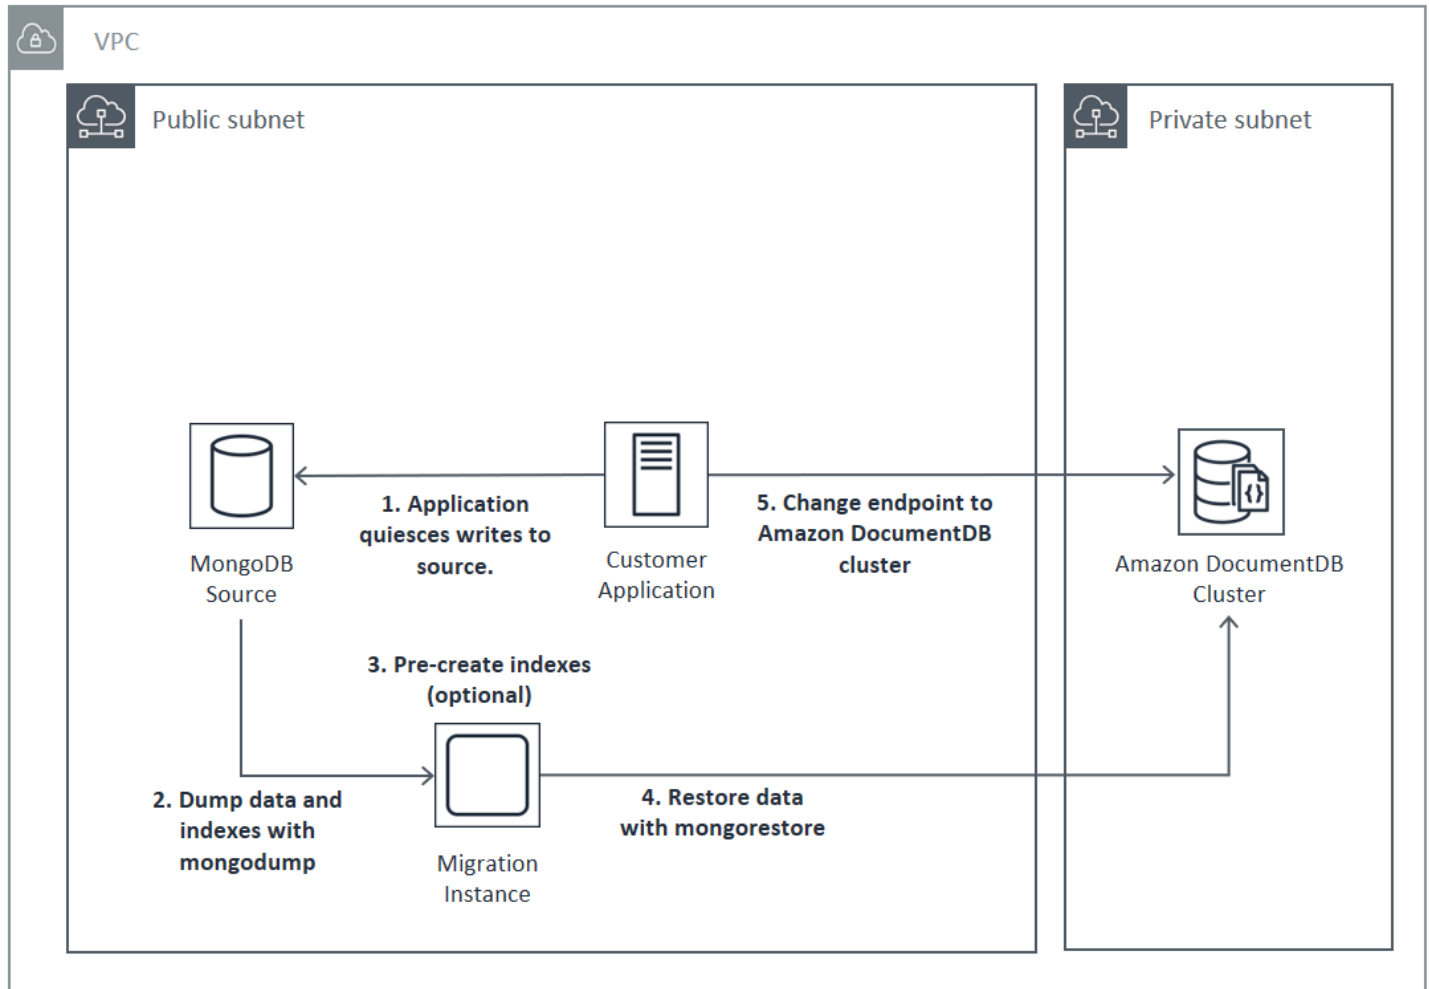 VPC
Public subnet
Private subnet
1. Application
quiesces writes to
source.
5. Change endpoint to
Amazon DocumentDB
cluster
MongoDB
Source
Customer
Application
Amazon DocumentDB
Cluster
3. Pre-create indexes
(optional)
2. Dump data and
indexes with
mongodump
4. Restore data
with mongorestore
Migration
Instance